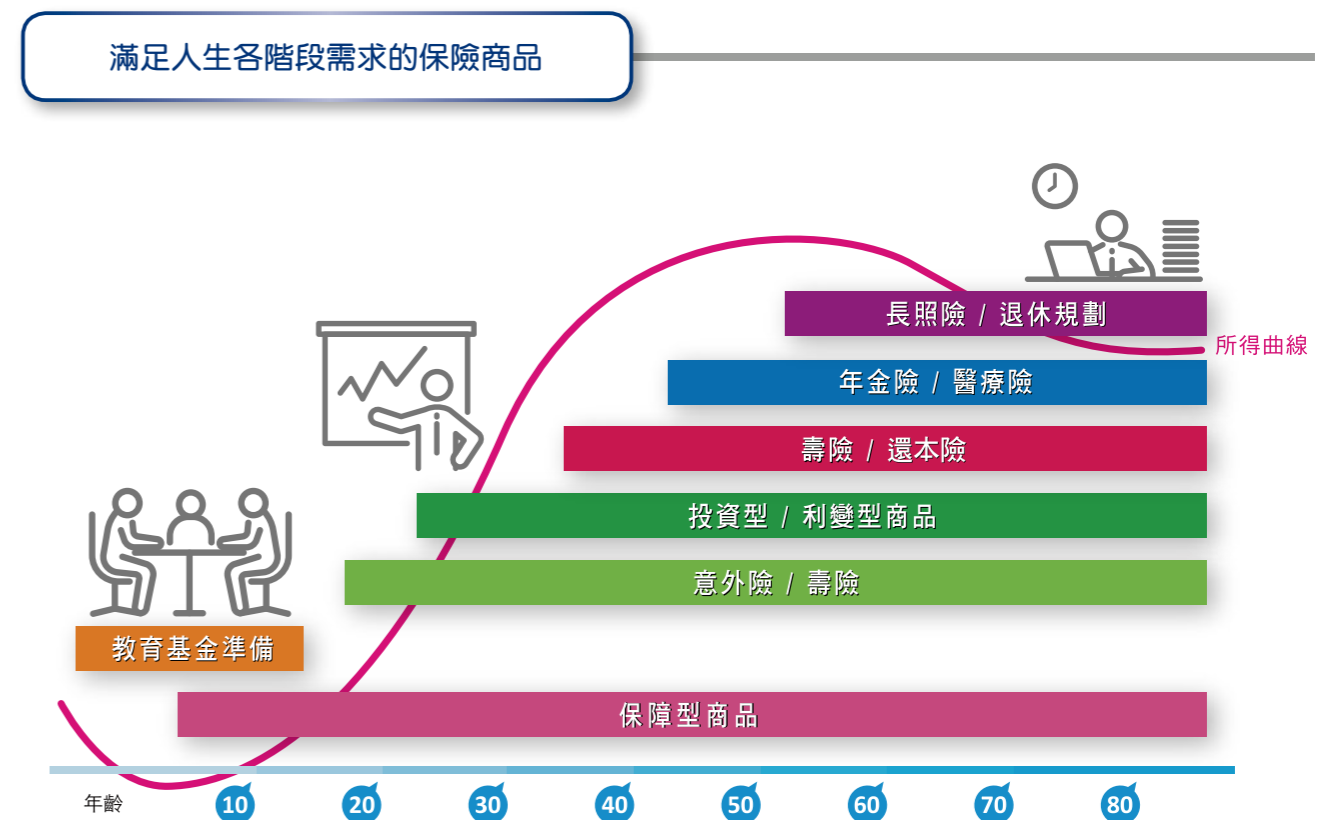 滿足人生各階段需求的保險商品
長照險 / 退休規劃
所得曲線
年金險 / 醫療險
壽險 / 還本險
投資型 / 利變型商品
意外險 / 壽險
教育基金準備
保障型商品
年齡 10 20 30 40 50 60 70 80